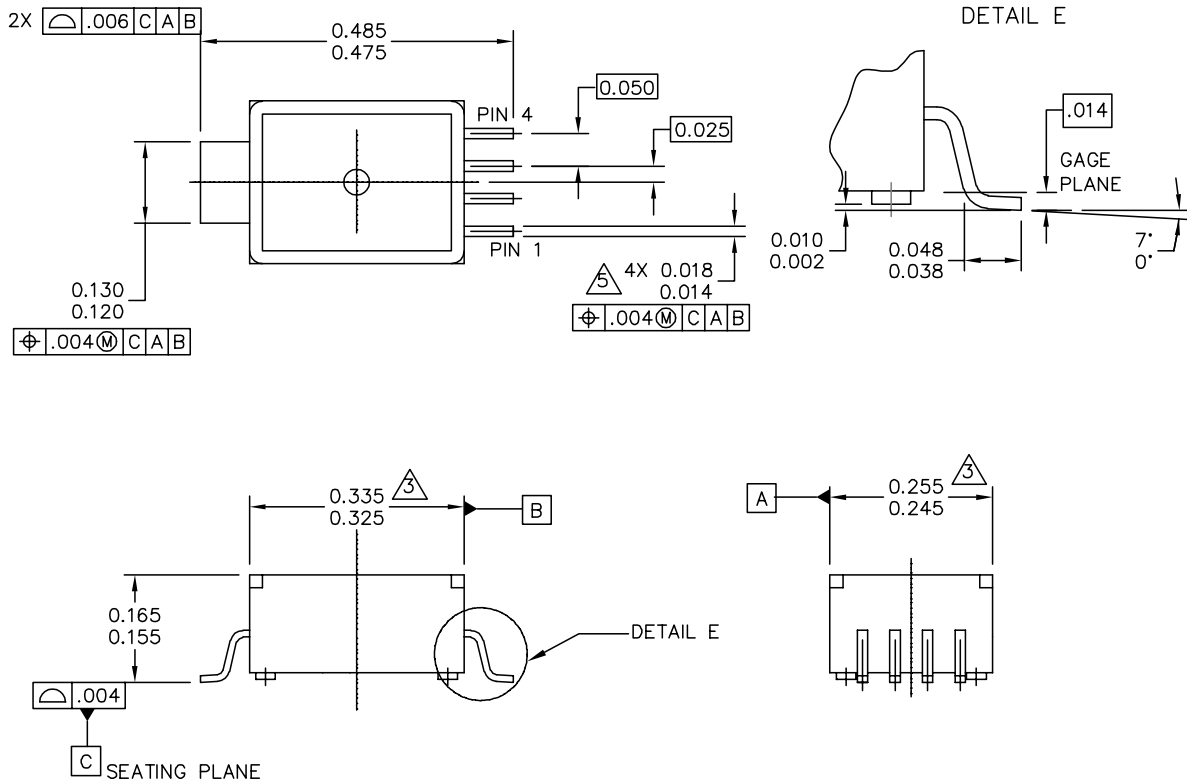 2X ⌓ .006 C A B
0.485
0.475
DETAIL E
0.050
PIN 4
0.025
.014
GAGE
PLANE
PIN 1
0.130
0.120
⌖ .004 Ⓜ C A B
5 4X 0.018
0.014
⌖ .004 Ⓜ C A B
0.010
0.002
0.048
0.038
7°
0°
0.335 3
0.325
B
A
0.255 3
0.245
0.165
0.155
DETAIL E
⌓ .004
C SEATING PLANE